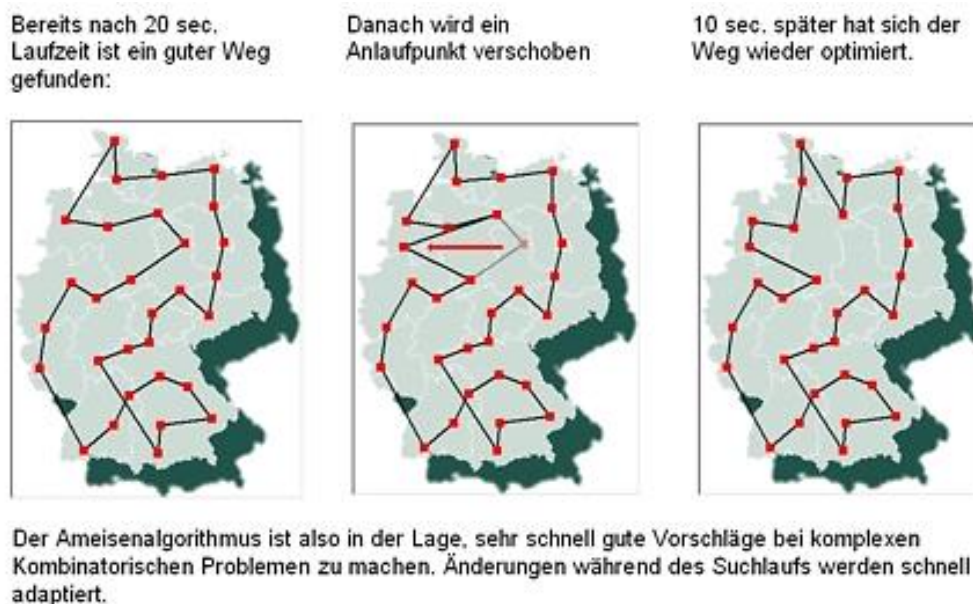 Bereits nach 20 sec.
Laufzeit ist ein guter Weg
gefunden:
Danach wird ein
Anlaufpunkt verschoben
10 sec. später hat sich der
Weg wieder optimiert.
Der Ameisenalgorithmus ist also in der Lage, sehr schnell gute Vorschläge bei komplexen
Kombinatorischen Problemen zu machen. Änderungen während des Suchlaufs werden schnell
adaptiert.